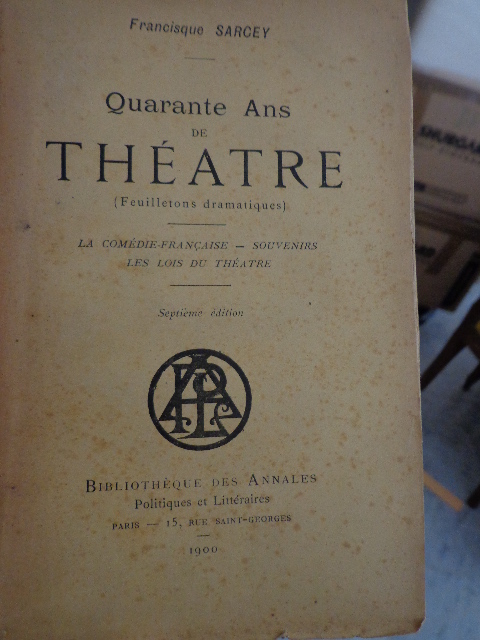 Francisque SARCEY
Quarante Ans
DE
THÉATRE
(Feuilletons dramatiques)
LA COMÉDIE-FRANÇAISE — SOUVENIRS
LES LOIS DU THÉATRE
Septième édition
BIBLIOTHÈQUE DES ANNALES
Politiques et Littéraires
PARIS — 15, RUE SAINT-GEORGES
1900
SHURGARD